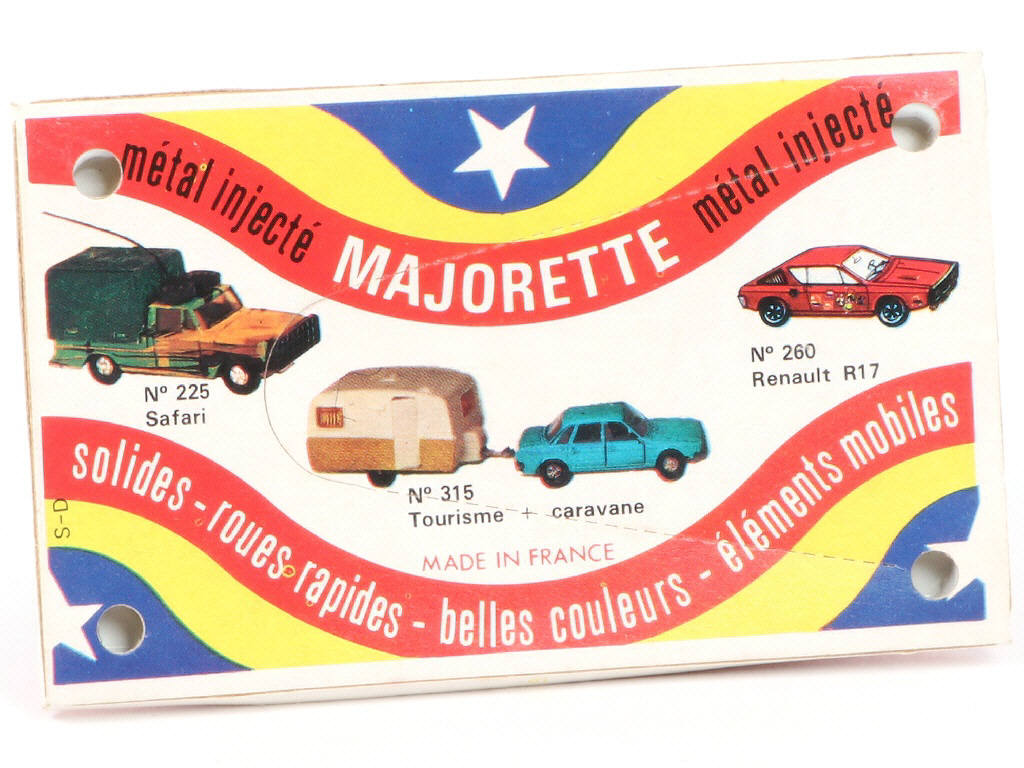 métal injecté
MAJORETTE
métal injecté
Nº 225
Safari
Nº 260
Renault R17
Nº 315
Tourisme + caravane
MADE IN FRANCE
solides - roues rapides - belles couleurs - éléments mobiles
S-D